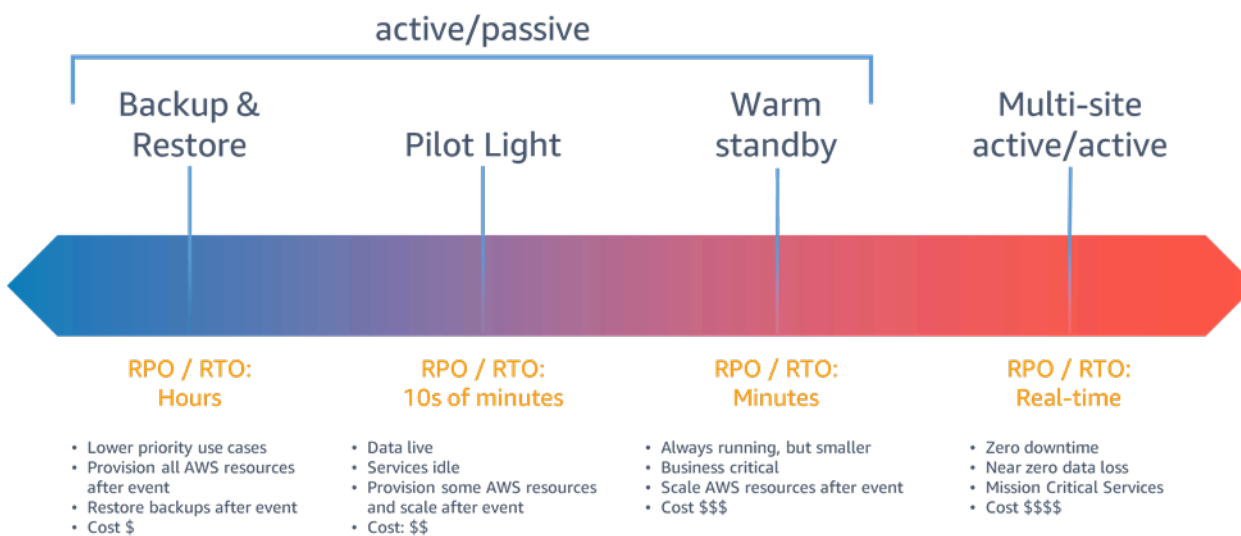 active/passive
Backup &
Restore
Pilot Light
Warm
standby
Multi-site
active/active
RPO / RTO:
Hours
RPO / RTO:
10s of minutes
RPO / RTO:
Minutes
RPO / RTO:
Real-time
• Lower priority use cases
• Provision all AWS resources
after event
• Restore backups after event
• Cost $
• Data live
• Services idle
• Provision some AWS resources
and scale after event
• Cost: $$
• Always running, but smaller
• Business critical
• Scale AWS resources after event
• Cost $$$
• Zero downtime
• Near zero data loss
• Mission Critical Services
• Cost $$$$